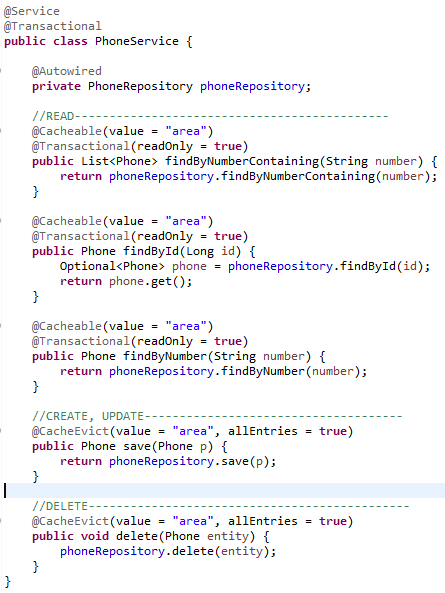 @Service
@Transactional
public class PhoneService {
@Autowired
private PhoneRepository phoneRepository;
//READ---------------------------------------------
@Cacheable(value = "area")
@Transactional(readOnly = true)
public List<Phone> findByNumberContaining(String number) {
return phoneRepository.findByNumberContaining(number);
}
@Cacheable(value = "area")
@Transactional(readOnly = true)
public Phone findById(Long id) {
Optional<Phone> phone = phoneRepository.findById(id);
return phone.get();
}
@Cacheable(value = "area")
@Transactional(readOnly = true)
public Phone findByNumber(String number) {
return phoneRepository.findByNumber(number);
}
//CREATE, UPDATE-------------------------------------
@CacheEvict(value = "area", allEntries = true)
public Phone save(Phone p) {
return phoneRepository.save(p);
}
//DELETE----------------------------------------------
@CacheEvict(value = "area", allEntries = true)
public void delete(Phone entity) {
phoneRepository.delete(entity);
}
}